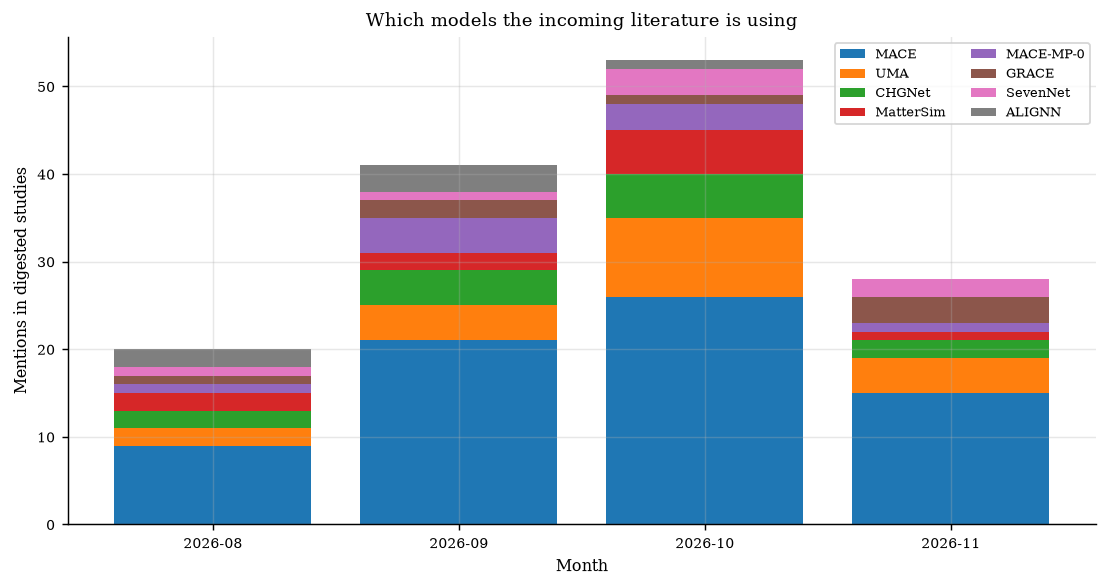 Which models the incoming literature is using
MACE
UMA
CHGNet
MatterSim
MACE-MP-0
GRACE
SevenNet
ALIGNN
Mentions in digested studies
50
40
30
20
10
0
2026-08
2026-09
2026-10
2026-11
Month